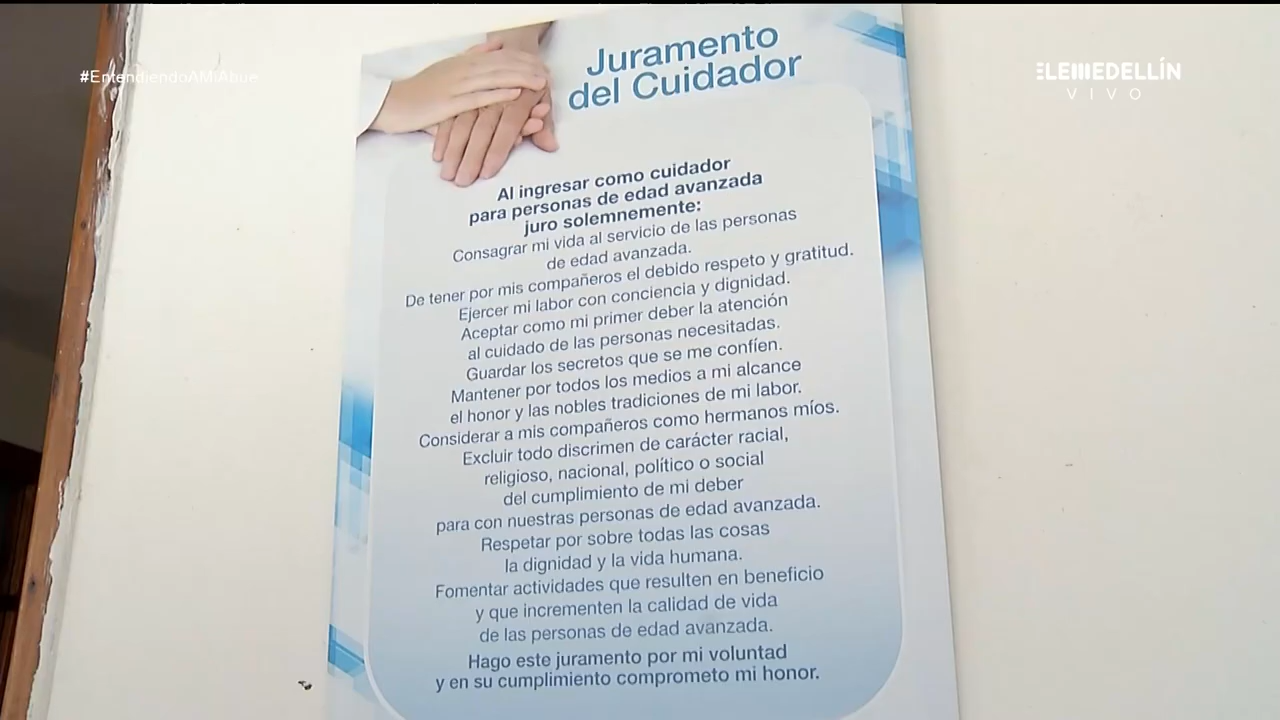 #EntendiendoAMiAbue
TELEMEDELLÍN
VIVO
Juramento
del Cuidador
Al ingresar como cuidador
para personas de edad avanzada
juro solemnemente:
Consagrar mi vida al servicio de las personas
de edad avanzada.
De tener por mis compañeros el debido respeto y gratitud.
Ejercer mi labor con conciencia y dignidad.
Aceptar como mi primer deber la atención
al cuidado de las personas necesitadas.
Guardar los secretos que se me confíen.
Mantener por todos los medios a mi alcance
el honor y las nobles tradiciones de mi labor.
Considerar a mis compañeros como hermanos míos.
Excluir todo discrimen de carácter racial,
religioso, nacional, político o social
del cumplimiento de mi deber
para con nuestras personas de edad avanzada.
Respetar por sobre todas las cosas
la dignidad y la vida humana.
Fomentar actividades que resulten en beneficio
y que incrementen la calidad de vida
de las personas de edad avanzada.
Hago este juramento por mi voluntad
y en su cumplimiento comprometo mi honor.